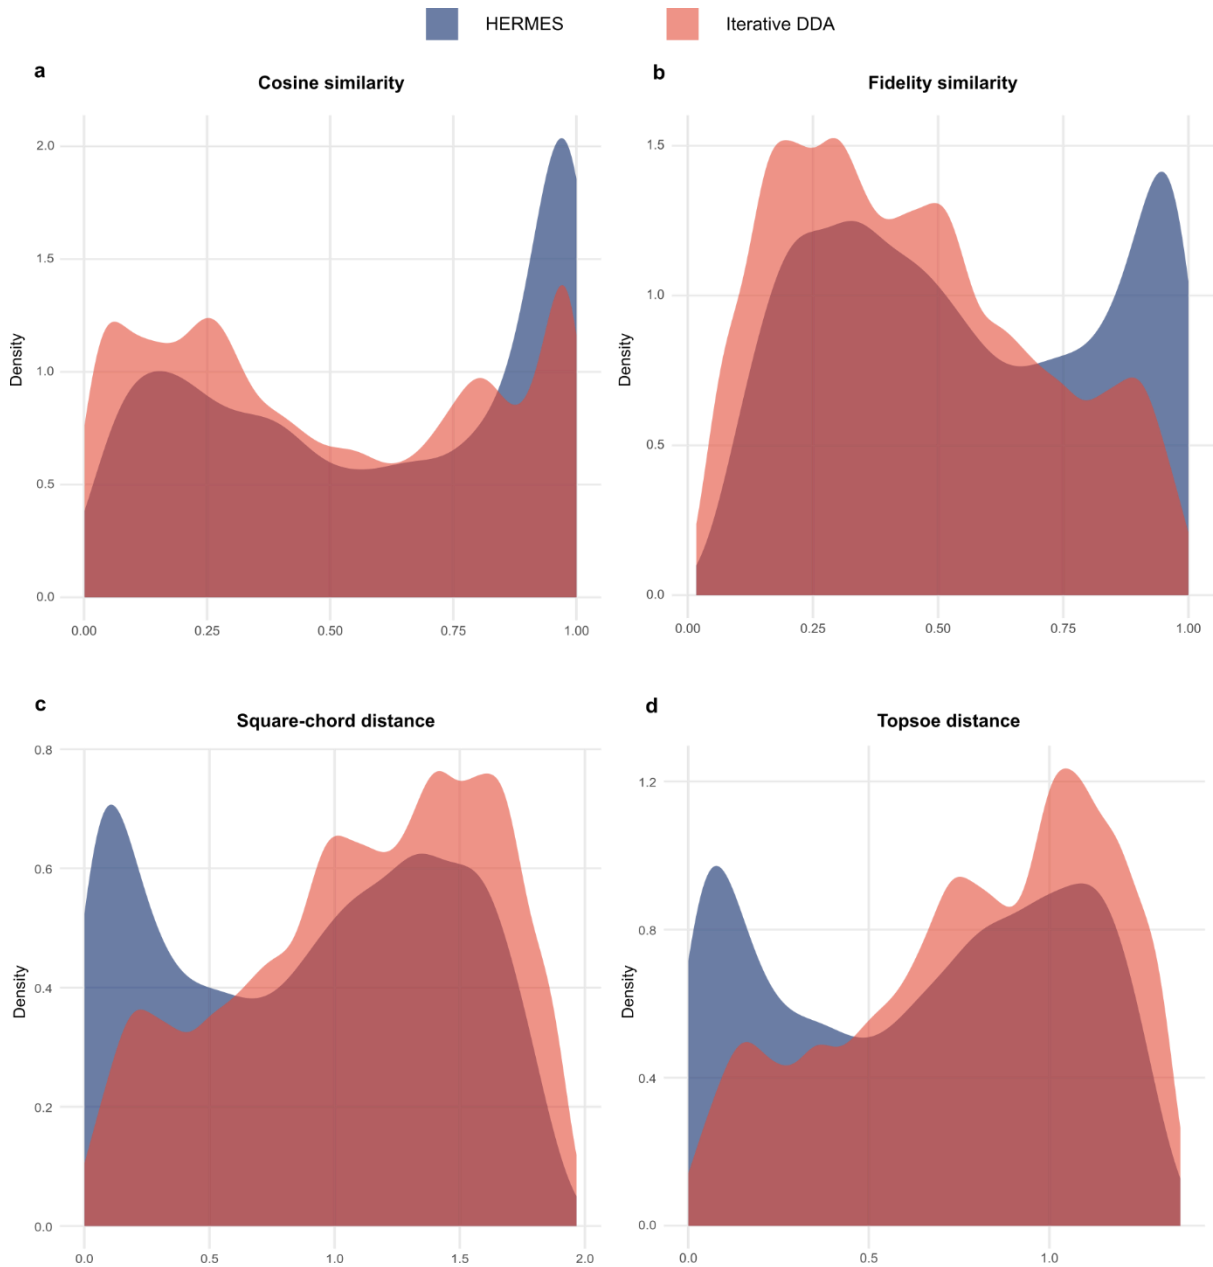 HERMES
Iterative DDA
a
Cosine similarity
Density
2.0
1.5
1.0
0.5
0.0
0.00 0.25 0.50 0.75 1.00
b
Fidelity similarity
Density
1.5
1.0
0.5
0.0
0.00 0.25 0.50 0.75 1.00
c
Square-chord distance
Density
0.8
0.6
0.4
0.2
0.0
0.0 0.5 1.0 1.5 2.0
d
Topsoe distance
Density
1.2
0.8
0.4
0.0
0.0 0.5 1.0